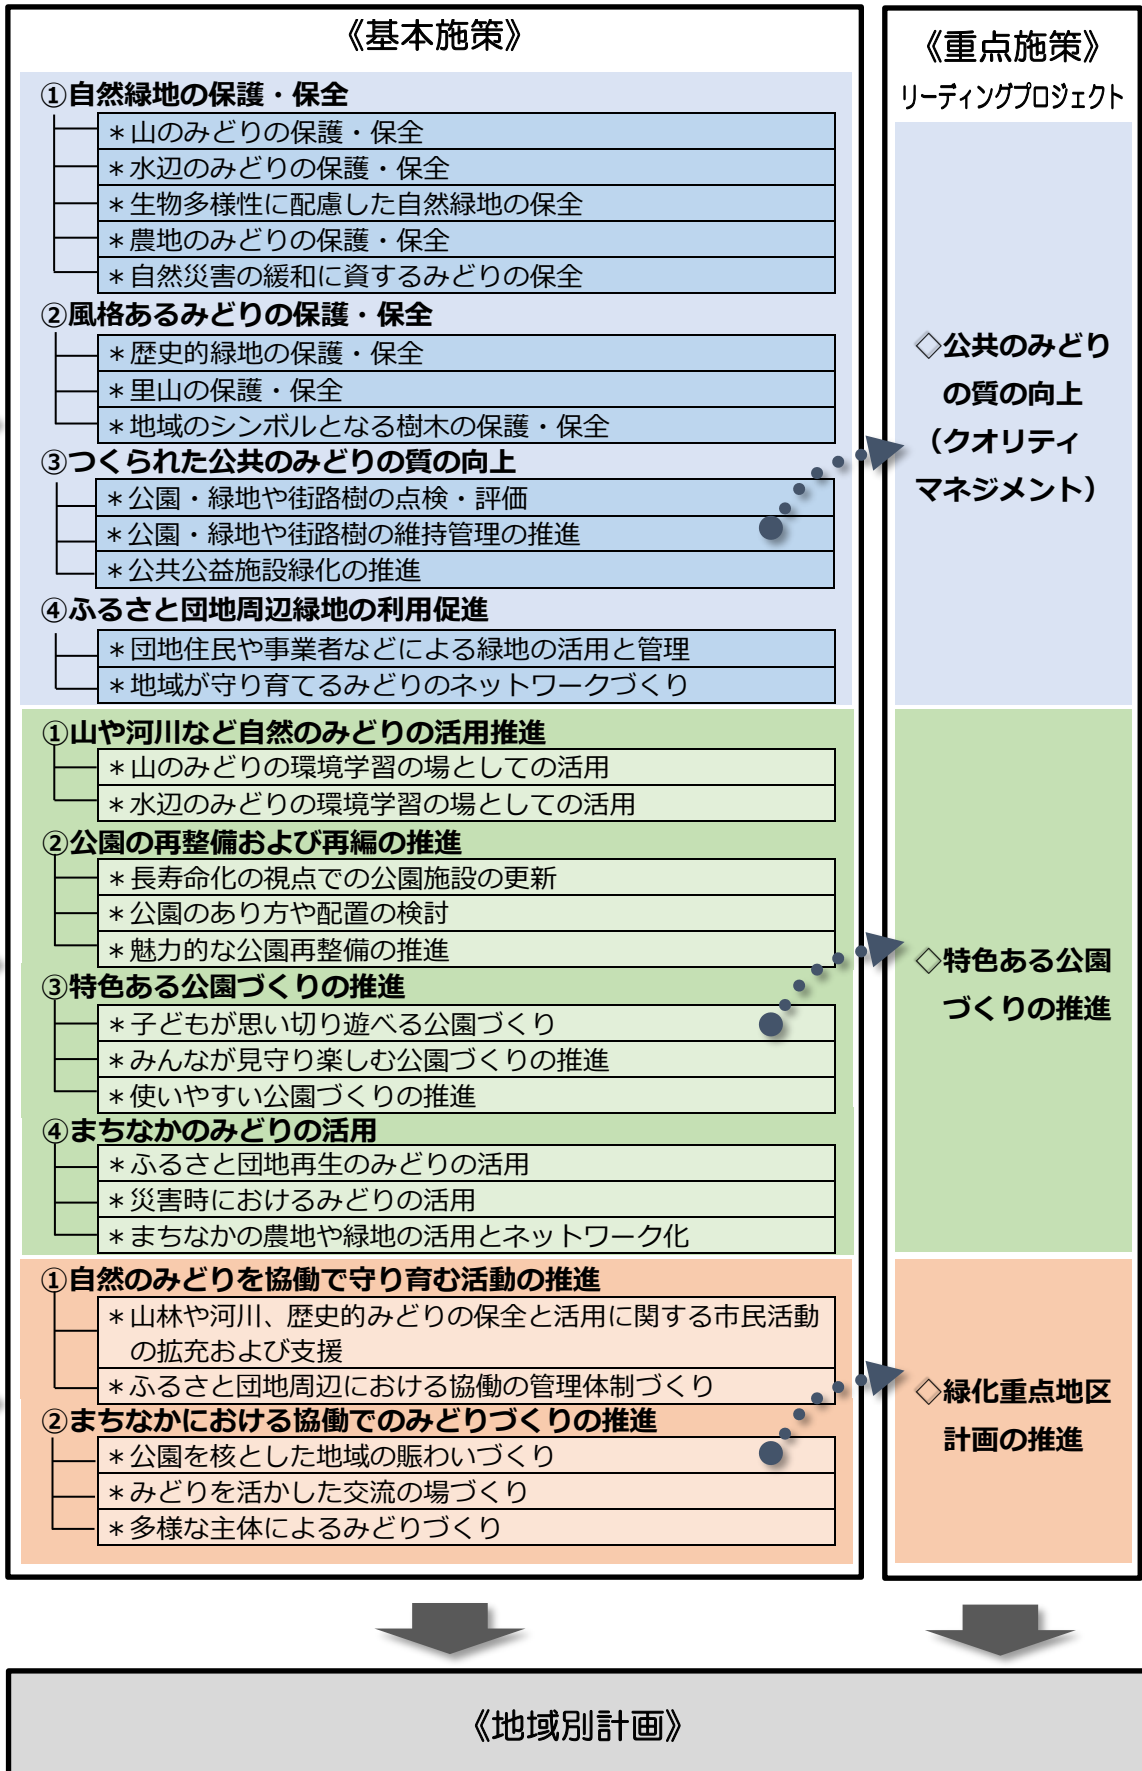 《基本施策》
①自然緑地の保護・保全
＊山のみどりの保護・保全
＊水辺のみどりの保護・保全
＊生物多様性に配慮した自然緑地の保全
＊農地のみどりの保護・保全
＊自然災害の緩和に資するみどりの保全
②風格あるみどりの保護・保全
＊歴史的緑地の保護・保全
＊里山の保護・保全
＊地域のシンボルとなる樹木の保護・保全
③つくられた公共のみどりの質の向上
＊公園・緑地や街路樹の点検・評価
＊公園・緑地や街路樹の維持管理の推進
＊公共公益施設緑化の推進
④ふるさと団地周辺緑地の利用促進
＊団地住民や事業者などによる緑地の活用と管理
＊地域が守り育てるみどりのネットワークづくり
①山や河川など自然のみどりの活用推進
＊山のみどりの環境学習の場としての活用
＊水辺のみどりの環境学習の場としての活用
②公園の再整備および再編の推進
＊長寿命化の視点での公園施設の更新
＊公園のあり方や配置の検討
＊魅力的な公園再整備の推進
③特色ある公園づくりの推進
＊子どもが思い切り遊べる公園づくり
＊みんなが見守り楽しむ公園づくりの推進
＊使いやすい公園づくりの推進
④まちなかのみどりの活用
＊ふるさと団地再生のみどりの活用
＊災害時におけるみどりの活用
＊まちなかの農地や緑地の活用とネットワーク化
①自然のみどりを協働で守り育む活動の推進
＊山林や河川、歴史的みどりの保全と活用に関する市民活動
の拡充および支援
＊ふるさと団地周辺における協働の管理体制づくり
②まちなかにおける協働でのみどりづくりの推進
＊公園を核とした地域の賑わいづくり
＊みどりを活かした交流の場づくり
＊多様な主体によるみどりづくり
《重点施策》
リーディングプロジェクト
◇公共のみどり
の質の向上
（クオリティ
マネジメント）
◇特色ある公園
づくりの推進
◇緑化重点地区
計画の推進
《地域別計画》